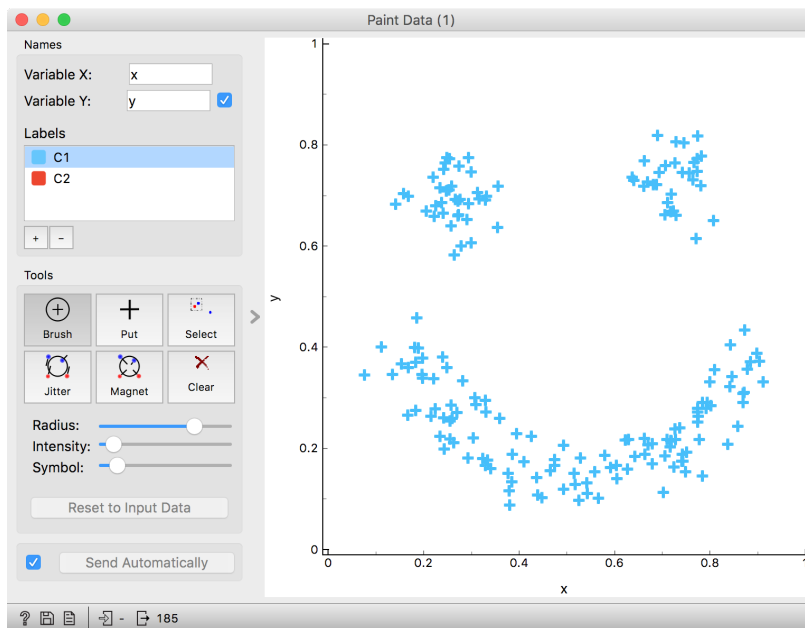 Paint Data (1)
Names
Variable X: x
Variable Y: y
Labels
C1
C2
+ −
Tools
Brush Put Select
Jitter Magnet Clear
Radius:
Intensity:
Symbol:
Reset to Input Data
Send Automatically
? - 185
1
0.8
0.6
0.4
0.2
0
y
0 0.2 0.4 0.6 0.8 1
x